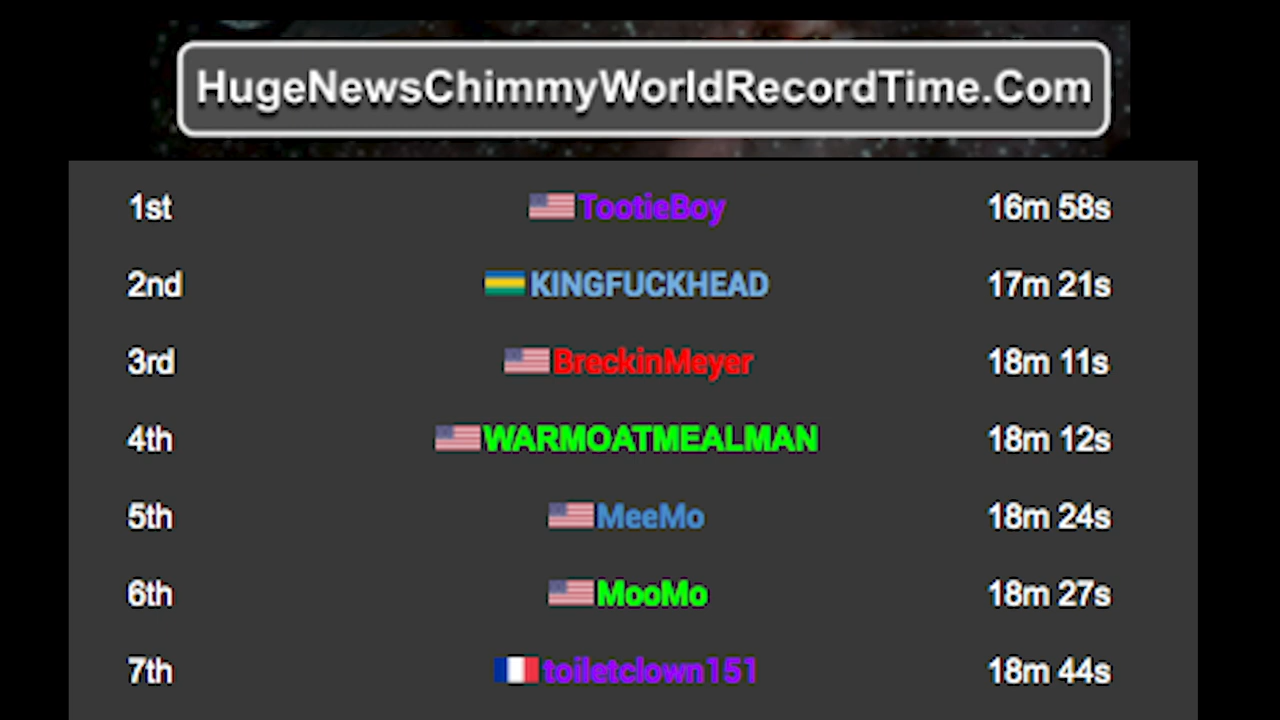 HugeNewsChimmyWorldRecordTime.Com
1st TootieBoy 16m 58s
2nd KINGFUCKHEAD 17m 21s
3rd BreckinMeyer 18m 11s
4th WARMOATMEALMAN 18m 12s
5th MeeMo 18m 24s
6th MooMo 18m 27s
7th toiletclown151 18m 44s